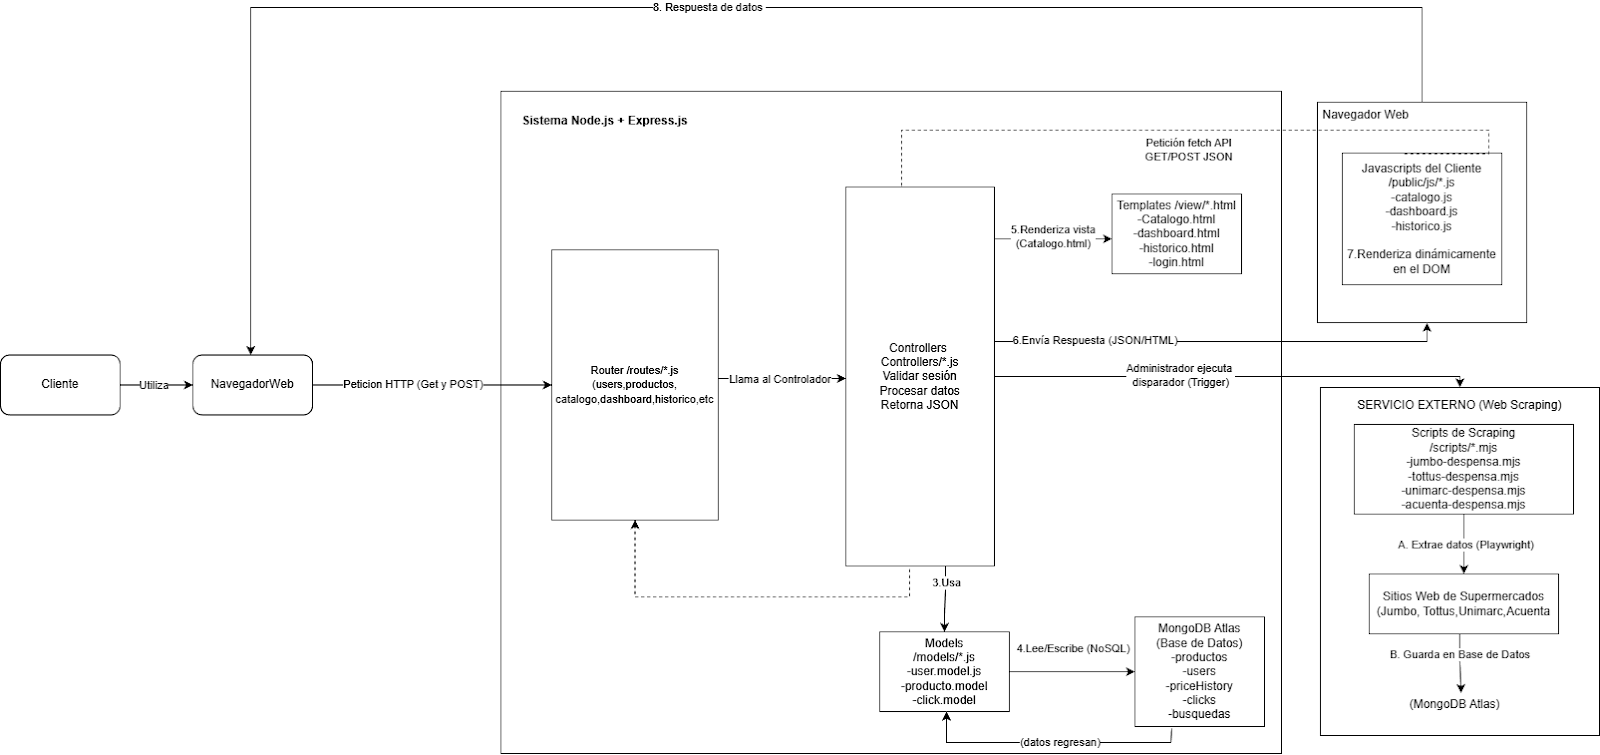 8. Respuesta de datos
Sistema Node.js + Express.js
Navegador Web
Petición fetch API
GET/POST JSON
Javascripts del Cliente
/public/js/*.js
-catalogo.js
-dashboard.js
-historico.js
7.Renderiza dinámicamente
en el DOM
Templates /view/*.html
-Catalogo.html
-dashboard.html
-historico.html
-login.html
5.Renderiza vista
(Catalogo.html)
Cliente
Utiliza
NavegadorWeb
Peticion HTTP (Get y POST)
Router /routes/*.js
(users,productos,
catalogo,dashboard,historico,etc
Llama al Controlador
Controllers
Controllers/*.js
Validar sesión
Procesar datos
Retorna JSON
6.Envía Respuesta (JSON/HTML)
Administrador ejecuta
disparador (Trigger)
SERVICIO EXTERNO (Web Scraping)
Scripts de Scraping
/scripts/*.mjs
-jumbo-despensa.mjs
-tottus-despensa.mjs
-unimarc-despensa.mjs
-acuenta-despensa.mjs
A. Extrae datos (Playwright)
Sitios Web de Supermercados
(Jumbo, Tottus,Unimarc,Acuenta
B. Guarda en Base de Datos
(MongoDB Atlas)
3.Usa
Models
/models/*.js
-user.model.js
-producto.model
-click.model
4.Lee/Escribe (NoSQL)
MongoDB Atlas
(Base de Datos)
-productos
-users
-priceHistory
-clicks
-busquedas
(datos regresan)